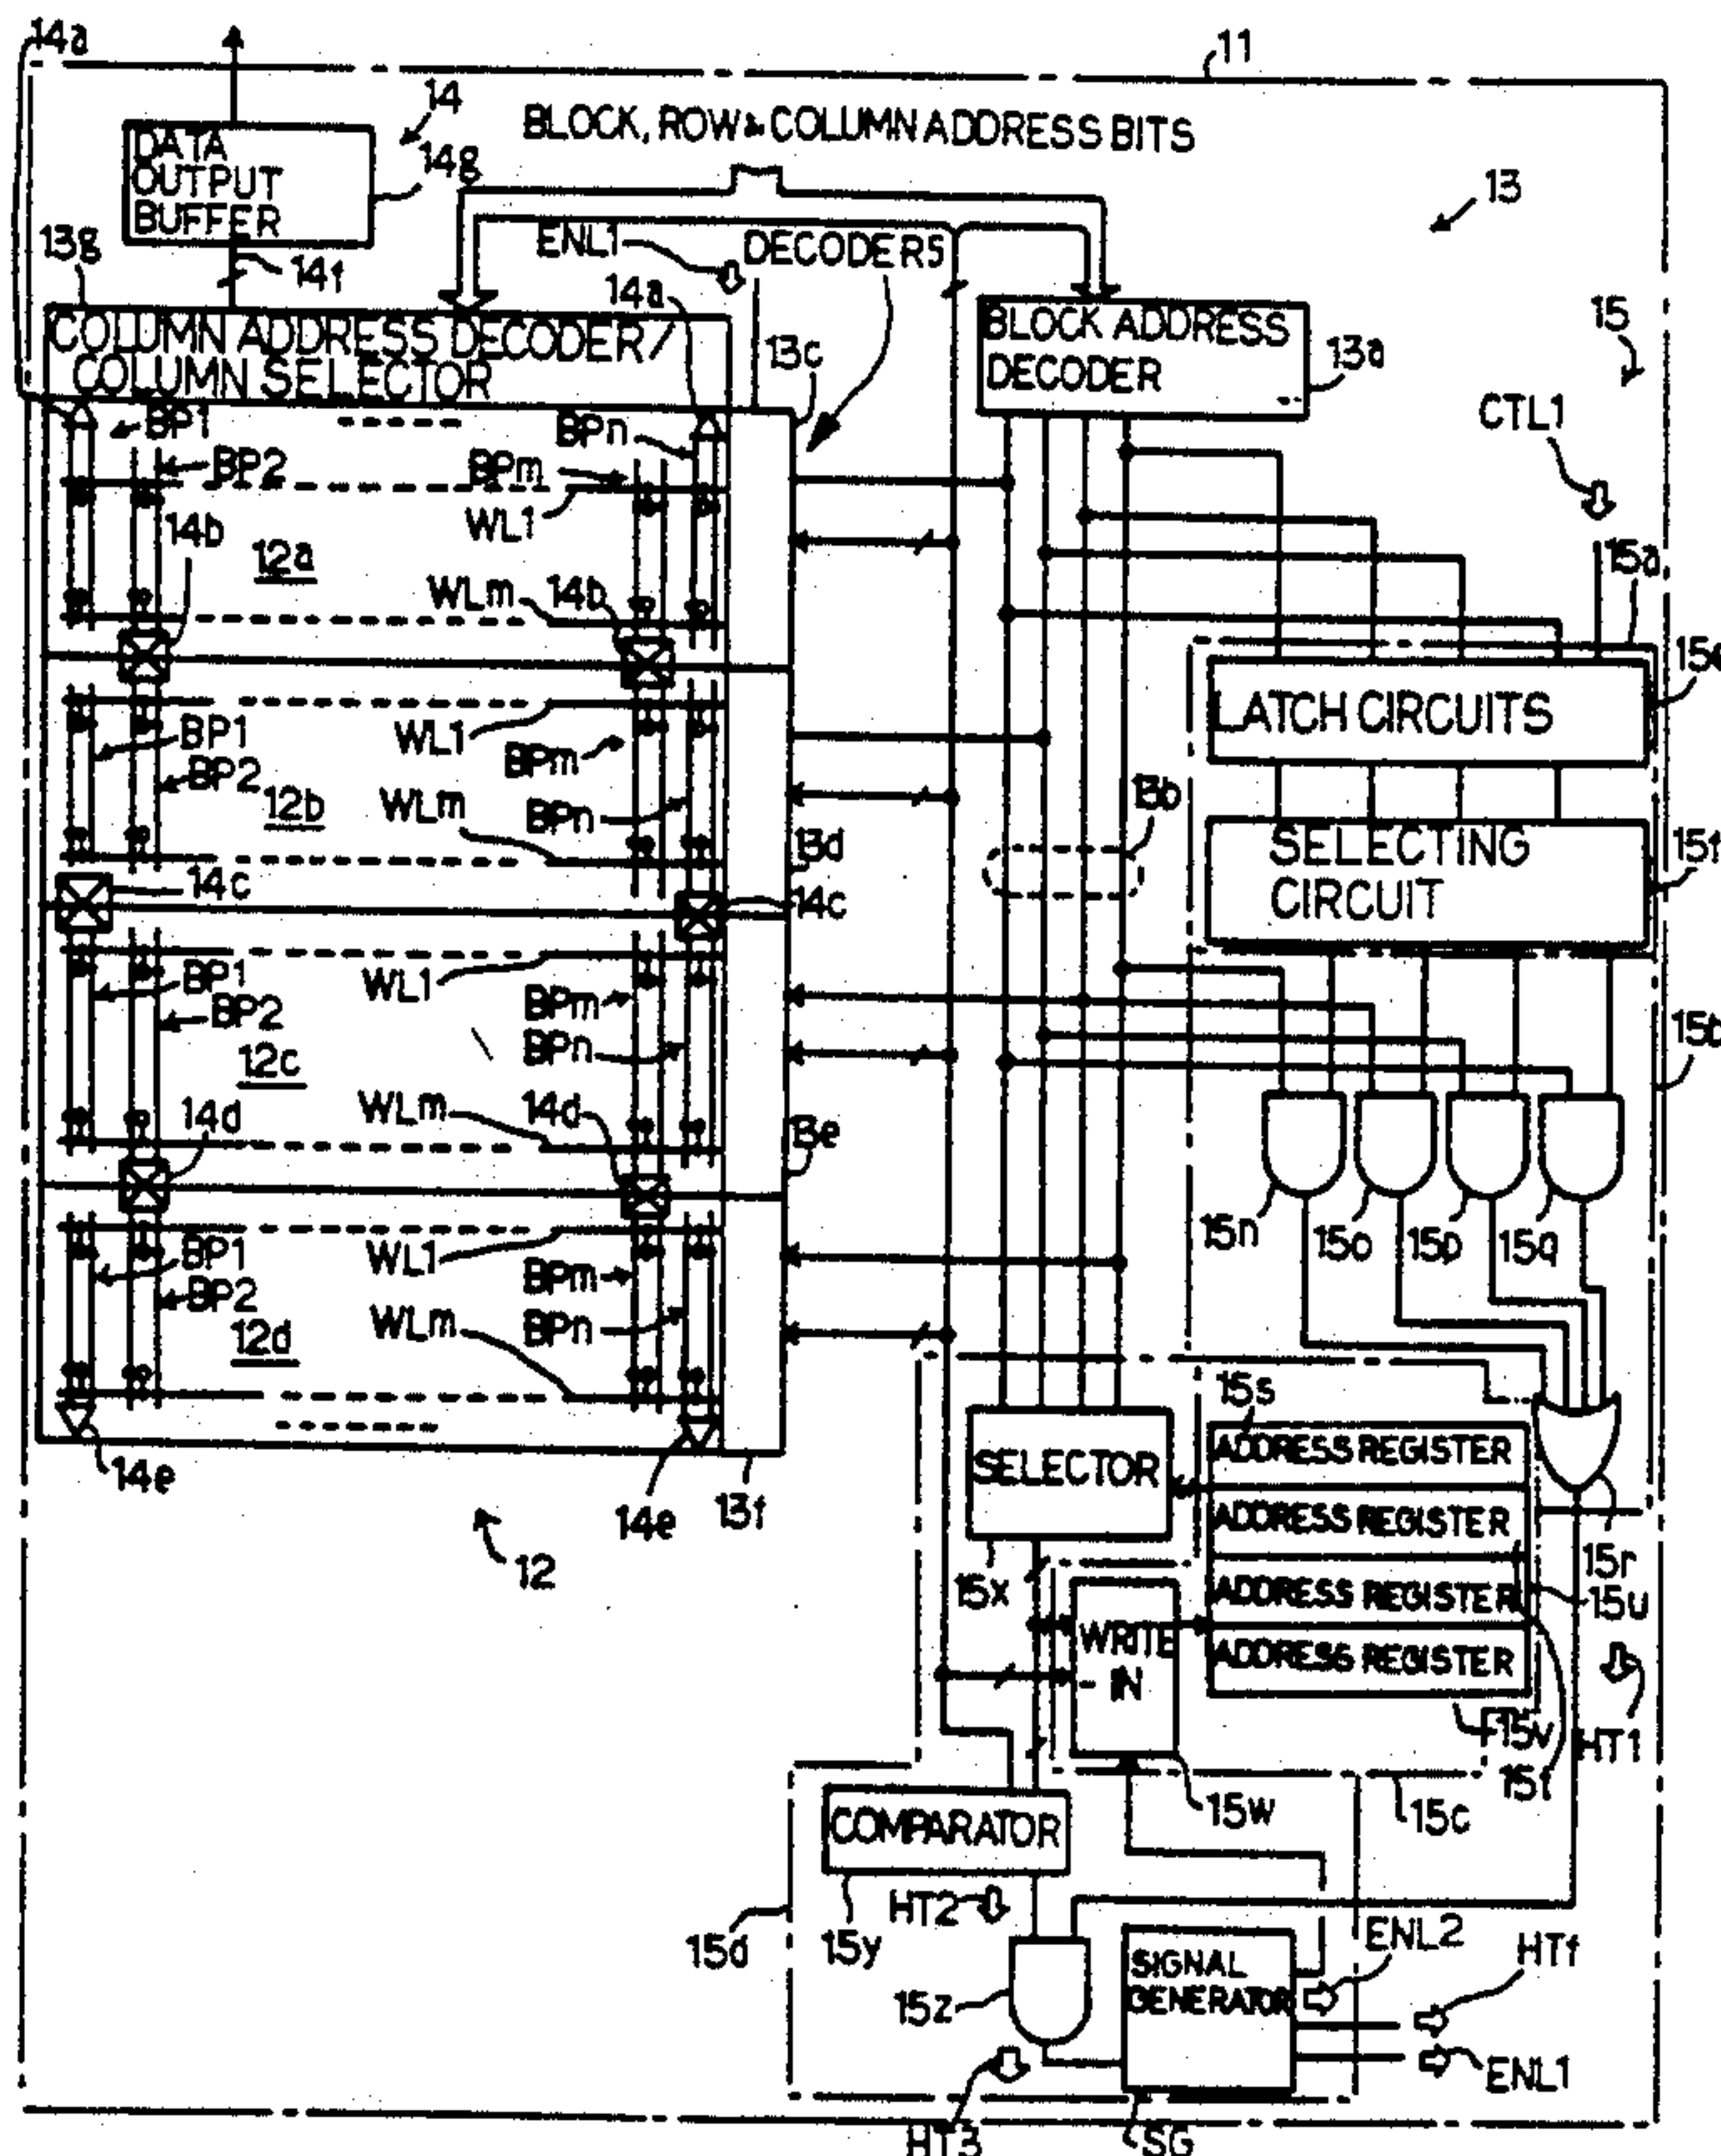 14a
11
14
BLOCK, ROW & COLUMN ADDRESS BITS
DATA
OUTPUT
BUFFER
14g
13
13g
14f
ENL1
DECODERS
14a
15
COLUMN ADDRESS DECODER/
COLUMN SELECTOR
13c
BLOCK ADDRESS
DECODER
13a
CTL1
BP1
BPn
BP2
BPm
WL1
14b
12a
15a
WLm
14b
15e
LATCH CIRCUITS
WL1
BP1
BPm
BP2
12b
WLm
BPn
13b
13d
SELECTING
CIRCUIT
15f
14c
14c
WL1
BP1
BPm
BP2
BPn
12c
15b
WLm
14d
14d
13e
15n
15o
15p
15q
WL1
BP1
BPm
BP2
BPn
12d
WLm
15s
ADDRESS REGISTER
SELECTOR
14e
14e
13f
ADDRESS REGISTER
12
15r
15x
ADDRESS REGISTER
15u
WRITE
-IN
ADDRESS REGISTER
15v
HT1
15t
15w
15c
COMPARATOR
HT2
15d
15y
ENL2
HTf
SIGNAL
GENERATOR
15z
ENL1
HT3
SG